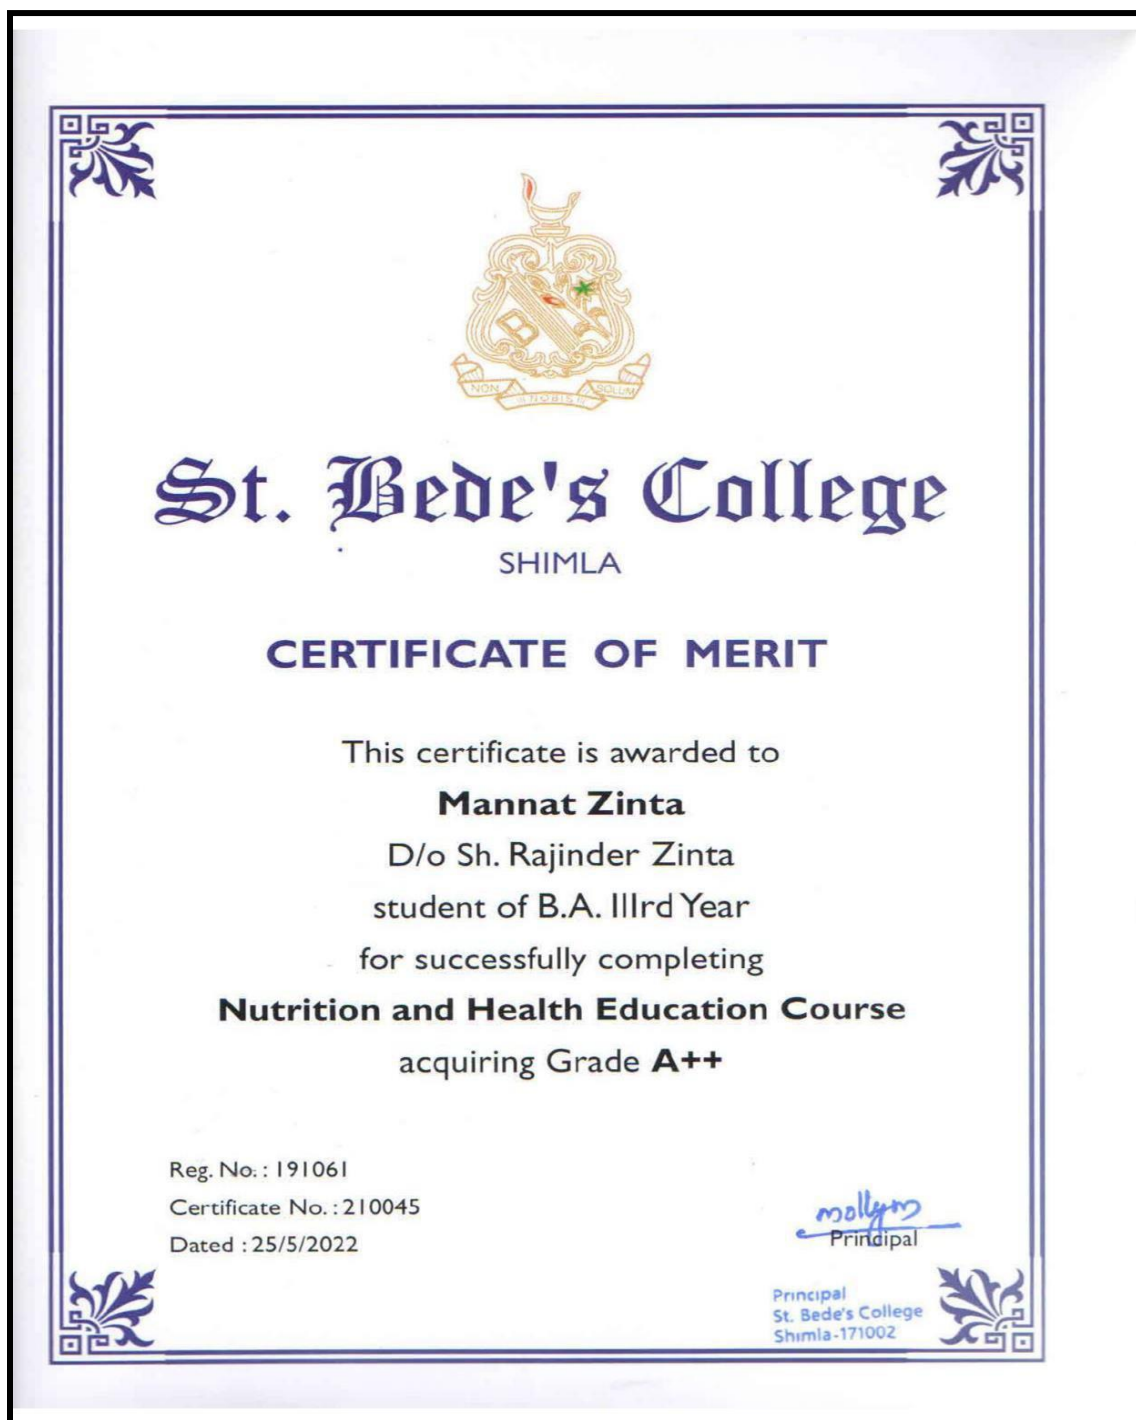 NON NOBIS SOLUM
St. Bede's College
SHIMLA
CERTIFICATE OF MERIT
This certificate is awarded to
Mannat Zinta
D/o Sh. Rajinder Zinta
student of B.A. IIIrd Year
for successfully completing
Nutrition and Health Education Course
acquiring Grade A++
Reg. No. : 191061
Certificate No. : 210045
Dated : 25/5/2022
mollym
Principal
Principal
St. Bede's College
Shimla-171002